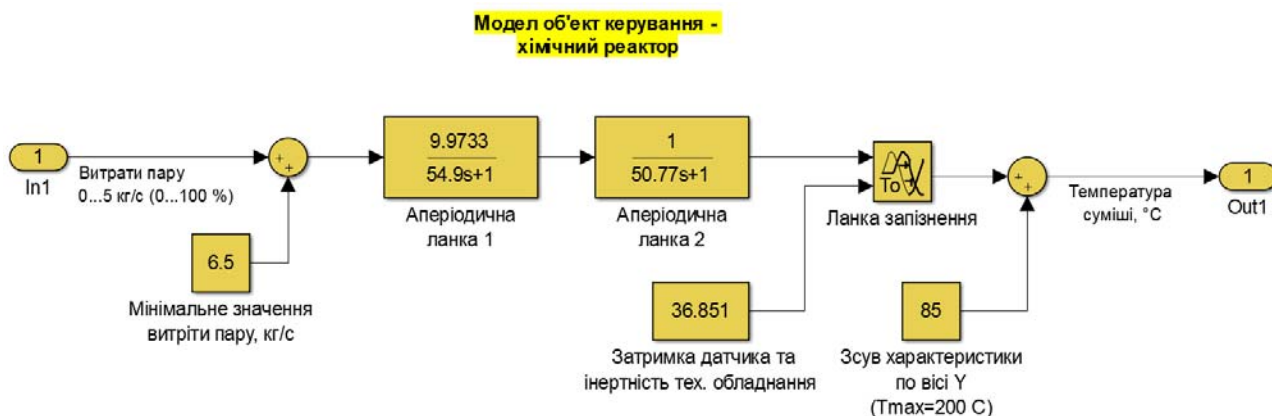 Модел об'ект керування -
хімічний реактор
1
In1
Витрати пару
0...5 кг/с (0...100 %)
+
+
6.5
Мінімальне значення
витріти пару, кг/с
9.9733
54.9s+1
Аперіодична
ланка 1
1
50.77s+1
Аперіодична
ланка 2
To
Ланка запізнення
36.851
Затримка датчика та
інертність тех. обладнання
+
+
85
Зсув характеристики
по вісі Y
(Tmax=200 C)
Температура
суміші, °C
1
Out1